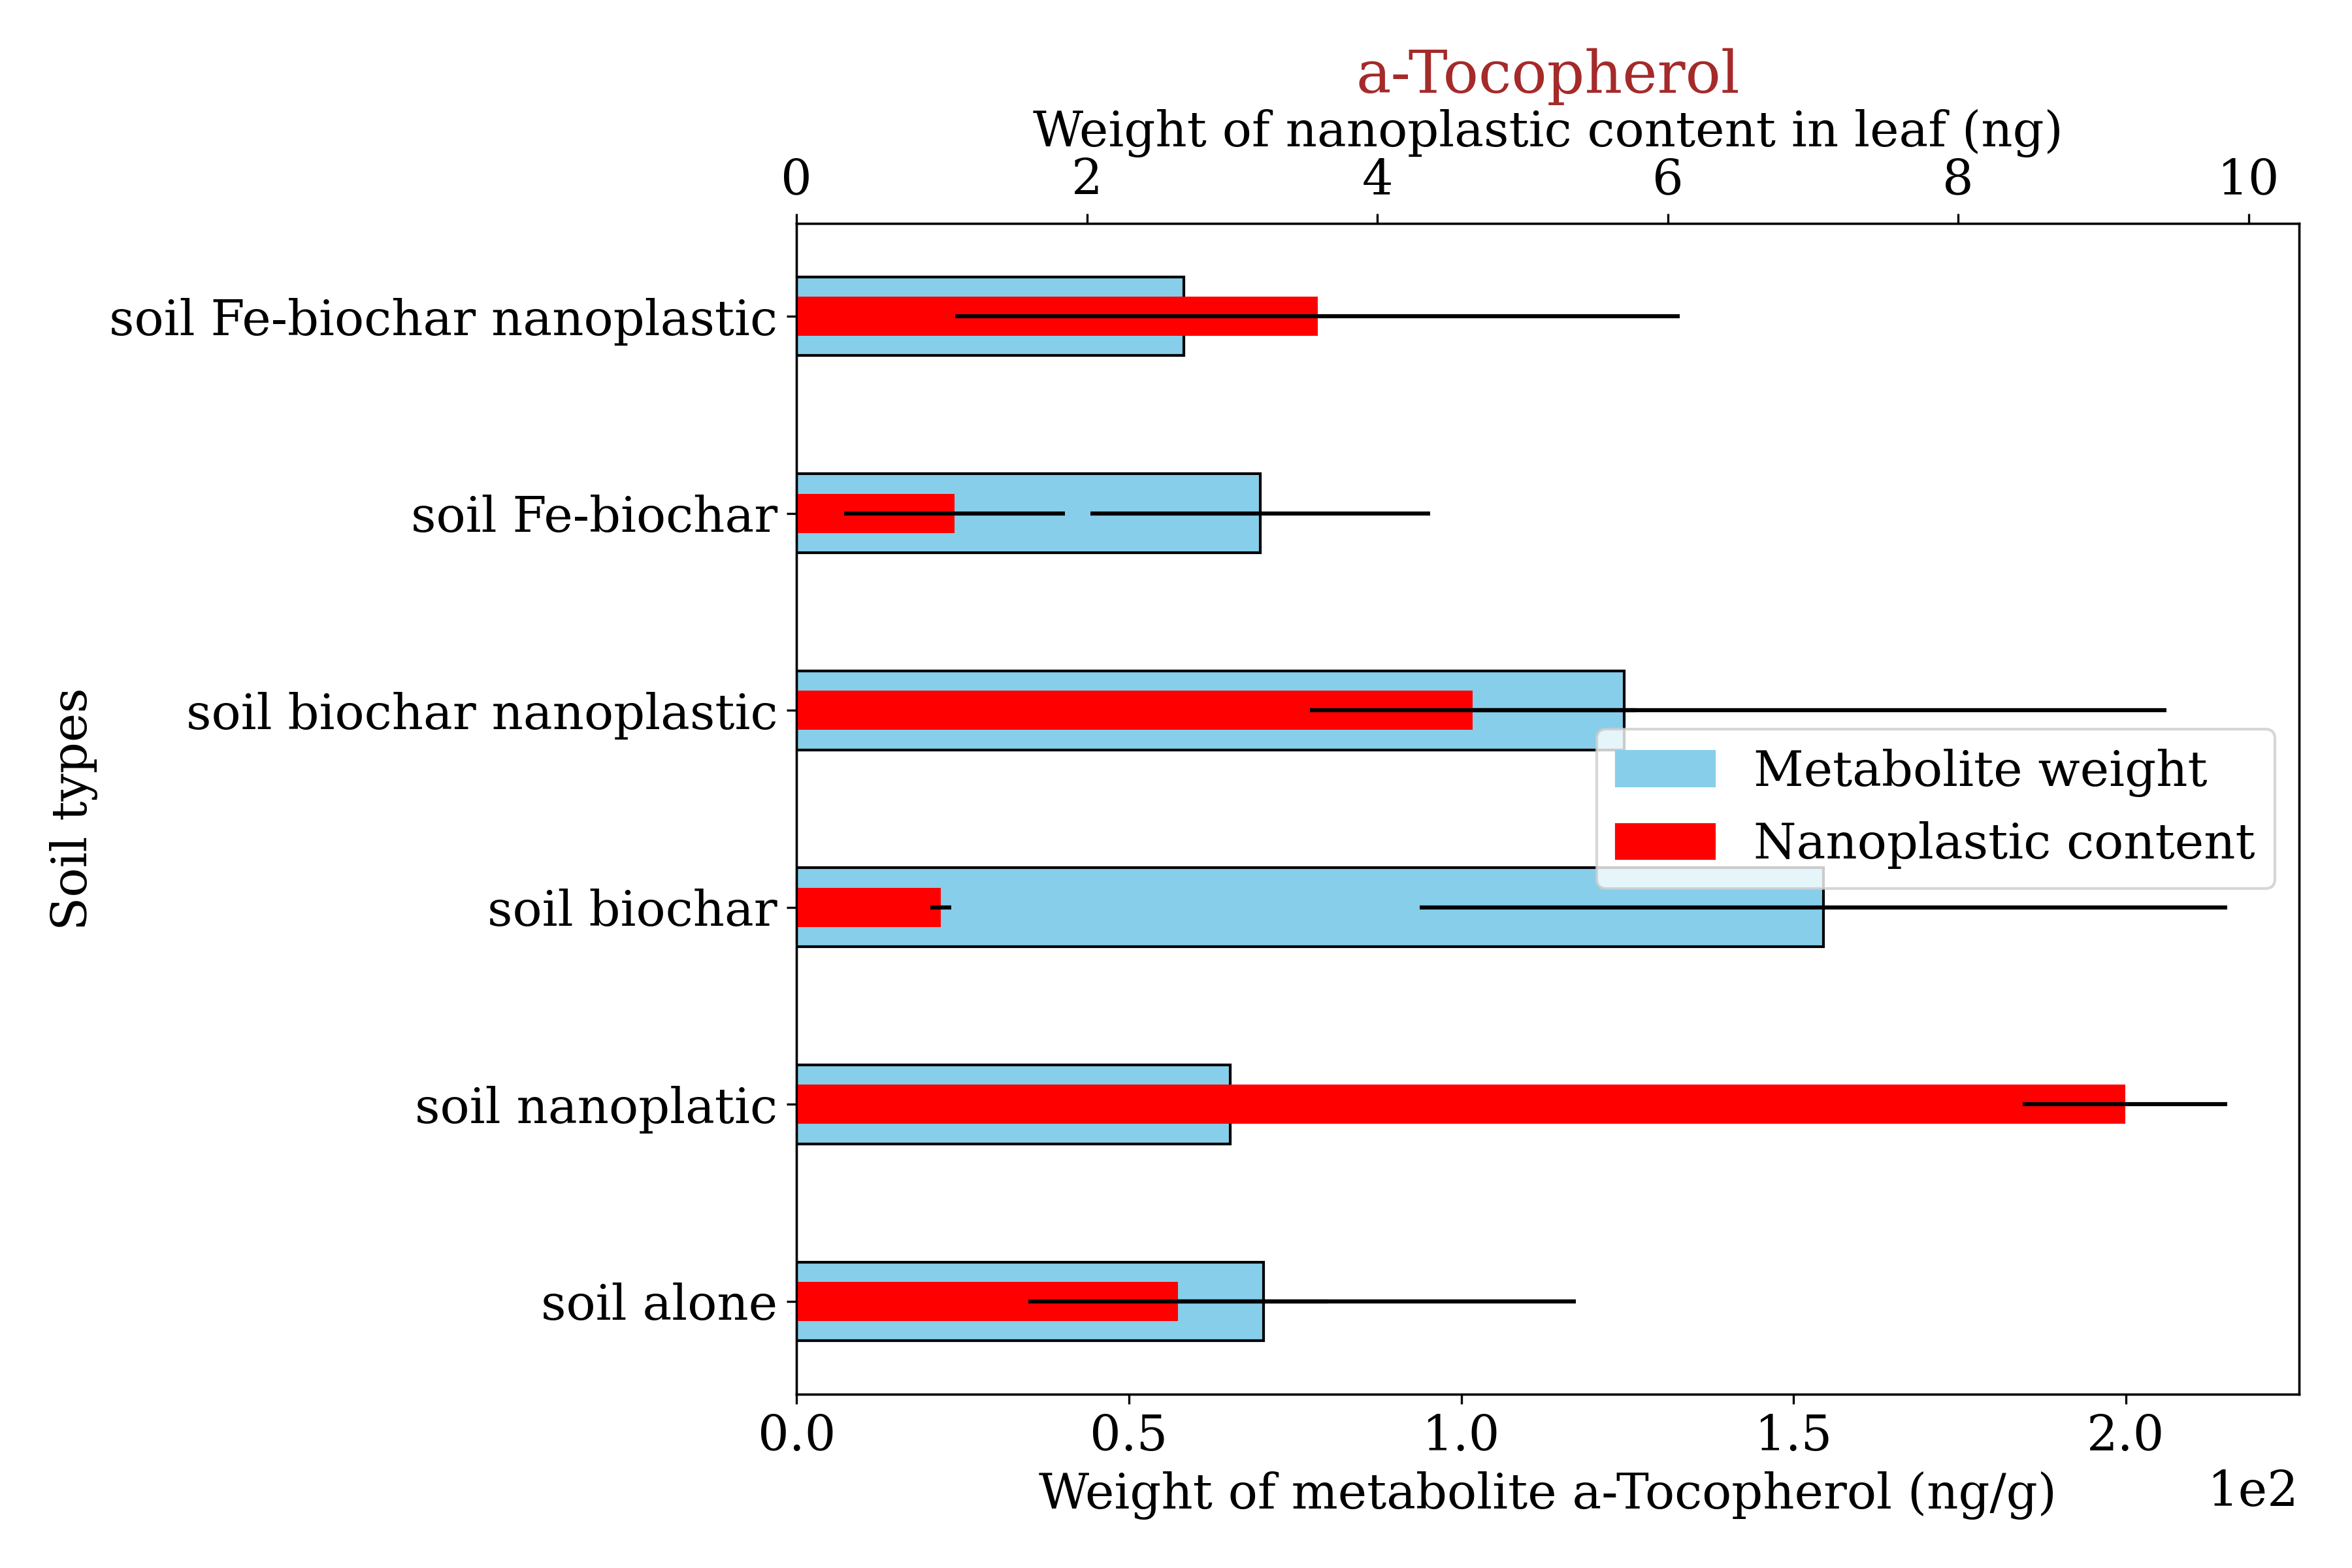 a-Tocopherol
Weight of nanoplastic content in leaf (ng)
0 2 4 6 8 10
soil Fe-biochar nanoplastic
soil Fe-biochar
soil biochar nanoplastic
soil biochar
soil nanoplatic
soil alone
Soil types
Metabolite weight
Nanoplastic content
0.0 0.5 1.0 1.5 2.0
Weight of metabolite a-Tocopherol (ng/g)
1e2